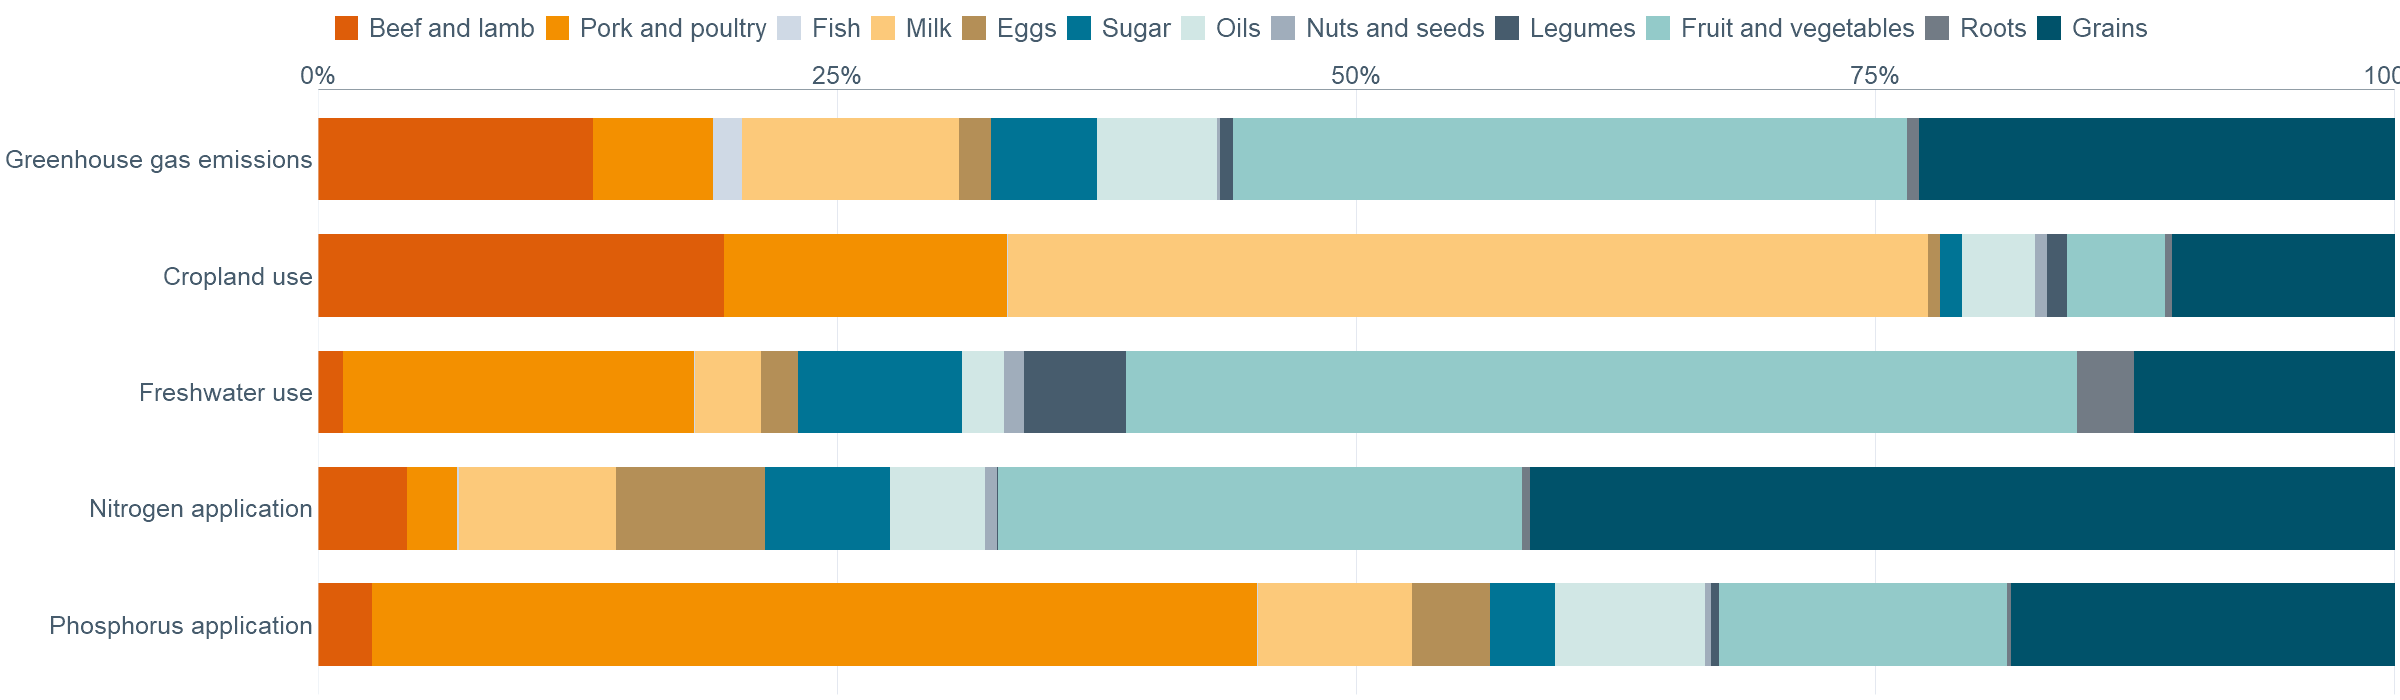 Beef and lamb Pork and poultry Fish Milk Eggs Sugar Oils Nuts and seeds Legumes Fruit and vegetables Roots Grains
0% 25% 50% 75% 100
Greenhouse gas emissions
Cropland use
Freshwater use
Nitrogen application
Phosphorus application